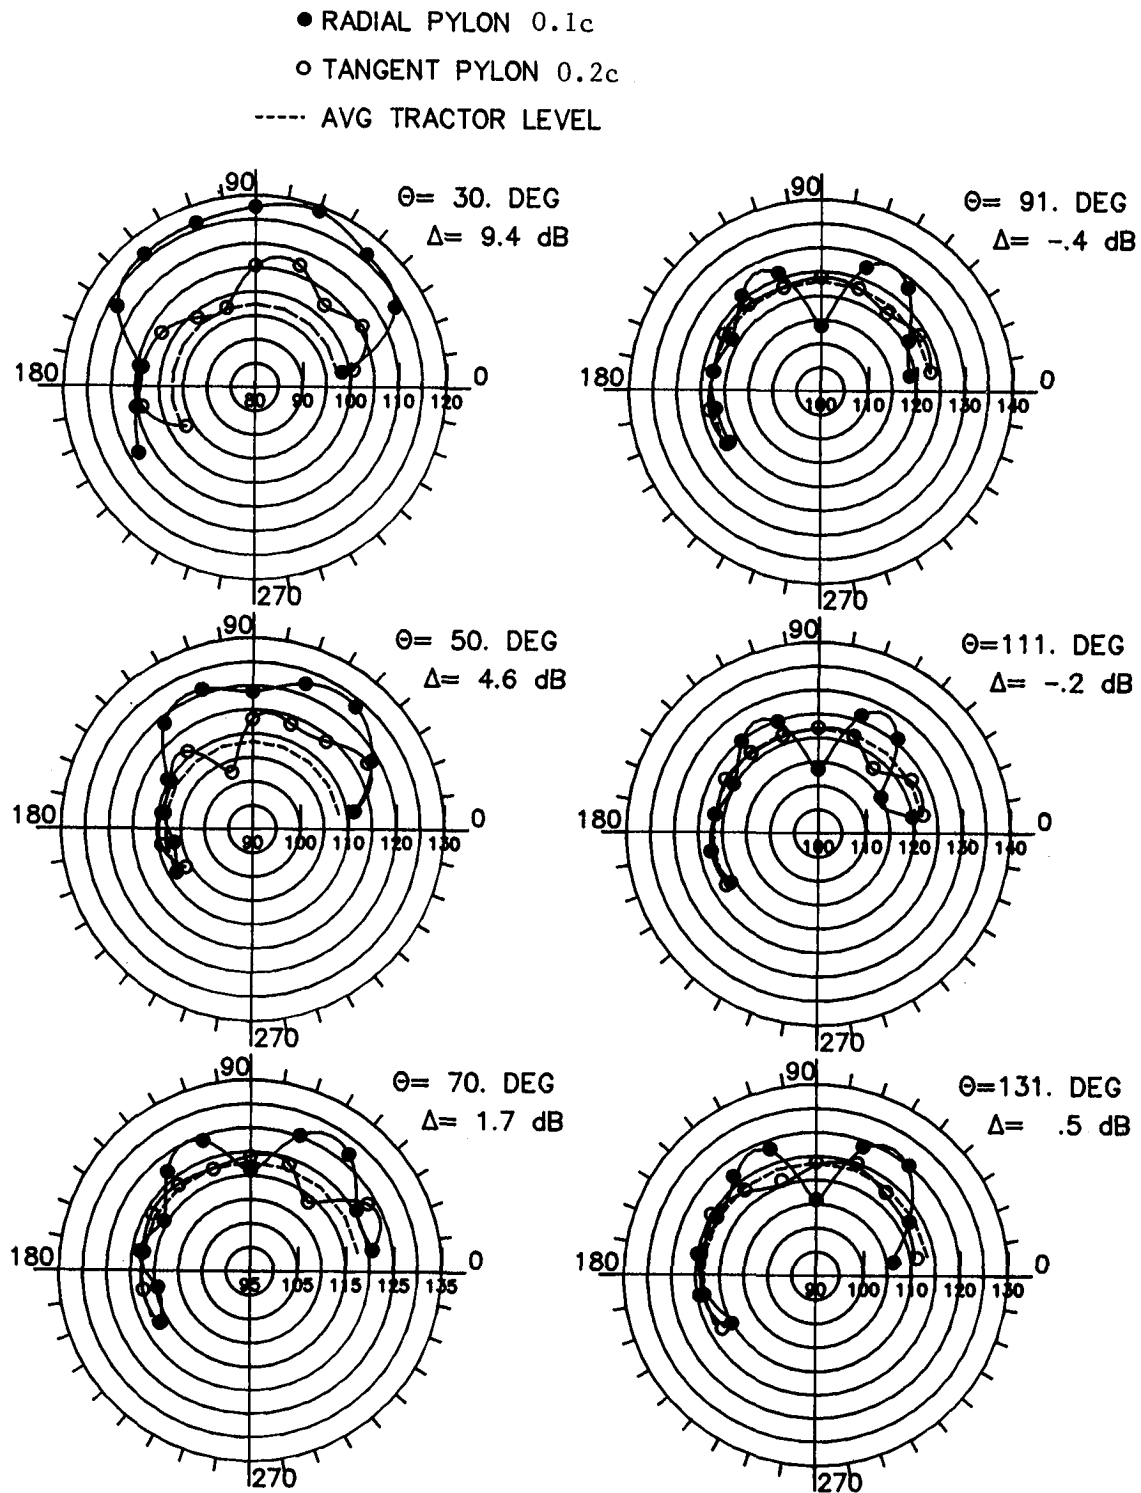 ● RADIAL PYLON 0.1c
○ TANGENT PYLON 0.2c
----- AVG TRACTOR LEVEL
90
Θ= 30. DEG
Δ= 9.4 dB
180
0
80 90 100 110 120
270
90
Θ= 91. DEG
Δ= -.4 dB
180
0
100 110 120 130 140
270
90
Θ= 50. DEG
Δ= 4.6 dB
180
0
90 100 110 120 130
270
90
Θ=111. DEG
Δ= -.2 dB
180
0
100 110 120 130 140
270
90
Θ= 70. DEG
Δ= 1.7 dB
180
0
95 105 115 125 135
270
90
Θ=131. DEG
Δ= .5 dB
180
0
90 100 110 120 130
270